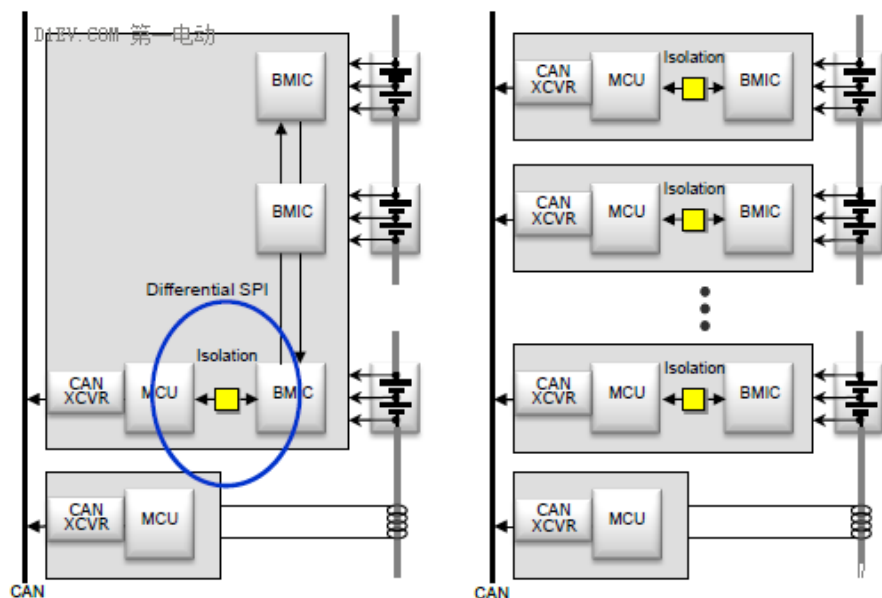 D1EV.COM 第一电动
BMIC
BMIC
Differential SPI
Isolation
CAN
XCVR
MCU
BMIC
CAN
XCVR
MCU
CAN
Isolation
CAN
XCVR
MCU
BMIC
Isolation
CAN
XCVR
MCU
BMIC
Isolation
CAN
XCVR
MCU
BMIC
CAN
XCVR
MCU
CAN